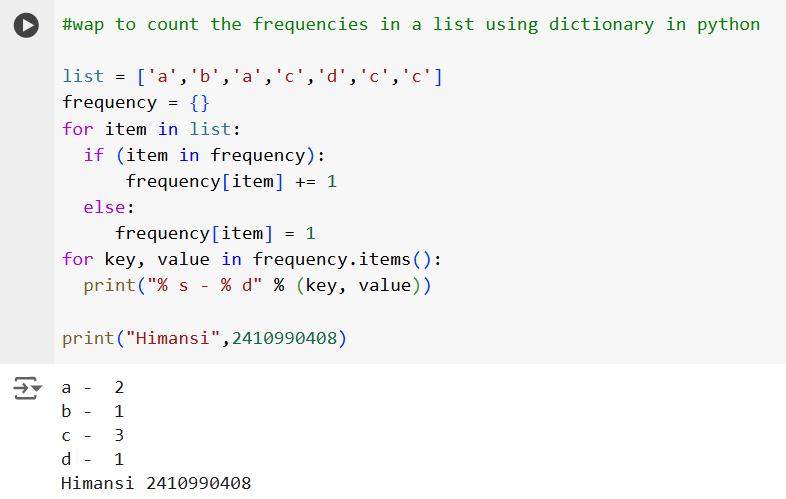 #wap to count the frequencies in a list using dictionary in python
list = ['a','b','a','c','d','c','c']
frequency = {}
for item in list:
  if (item in frequency):
      frequency[item] += 1
  else:
     frequency[item] = 1
for key, value in frequency.items():
  print("% s - % d" % (key, value))
print("Himansi",2410990408)
a -  2
b -  1
c -  3
d -  1
Himansi 2410990408